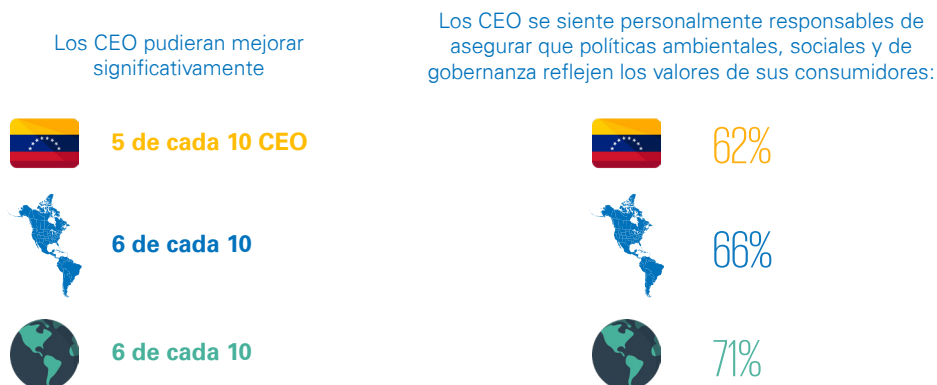 Los CEO pudieran mejorar
significativamente
5 de cada 10 CEO
6 de cada 10
6 de cada 10
Los CEO se siente personalmente responsables de
asegurar que políticas ambientales, sociales y de
gobernanza reflejen los valores de sus consumidores:
62%
66%
71%